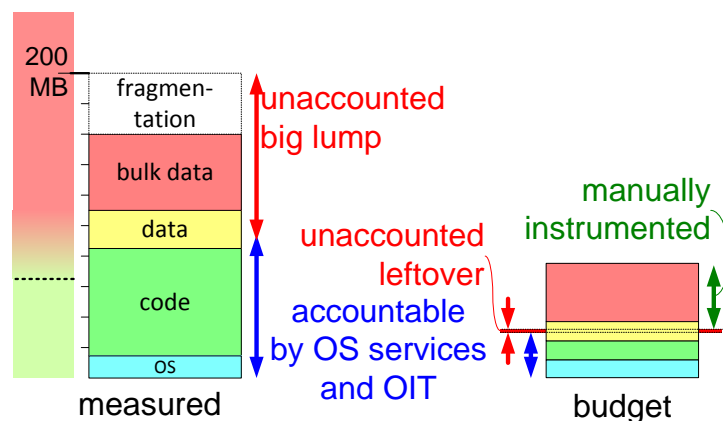 200
MB
fragmen-
tation
bulk data
data
code
OS
measured
unaccounted
big lump
accountable
by OS services
and OIT
unaccounted
leftover
manually
instrumented
budget